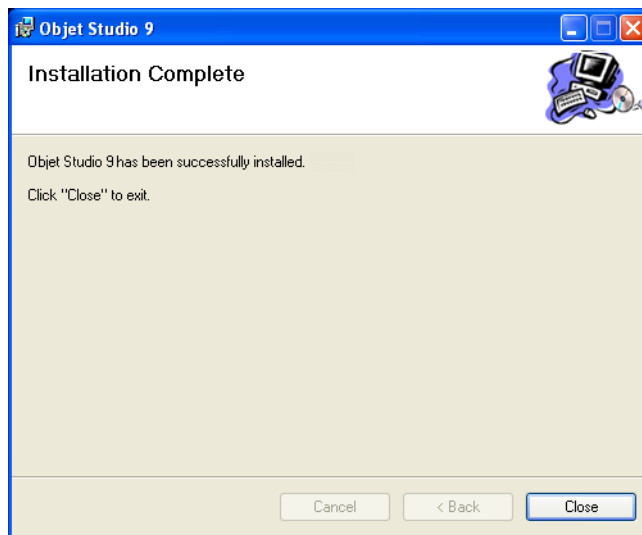 Objet Studio 9
Installation Complete
Objet Studio 9 has been successfully installed.
Click "Close" to exit.
Cancel
< Back
Close